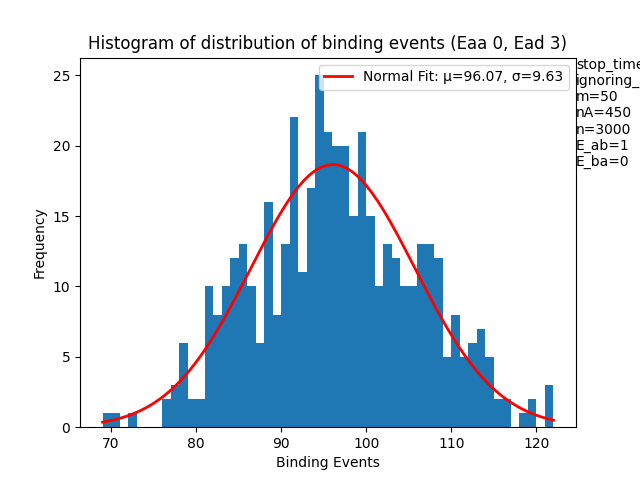 Histogram of distribution of binding events (Eaa 0, Ead 3)
Normal Fit: μ=96.07, σ=9.63
stop_time
ignoring_
m=50
nA=450
n=3000
E_ab=1
E_ba=0
25
20
15
10
5
0
Frequency
70 80 90 100 110 120
Binding Events